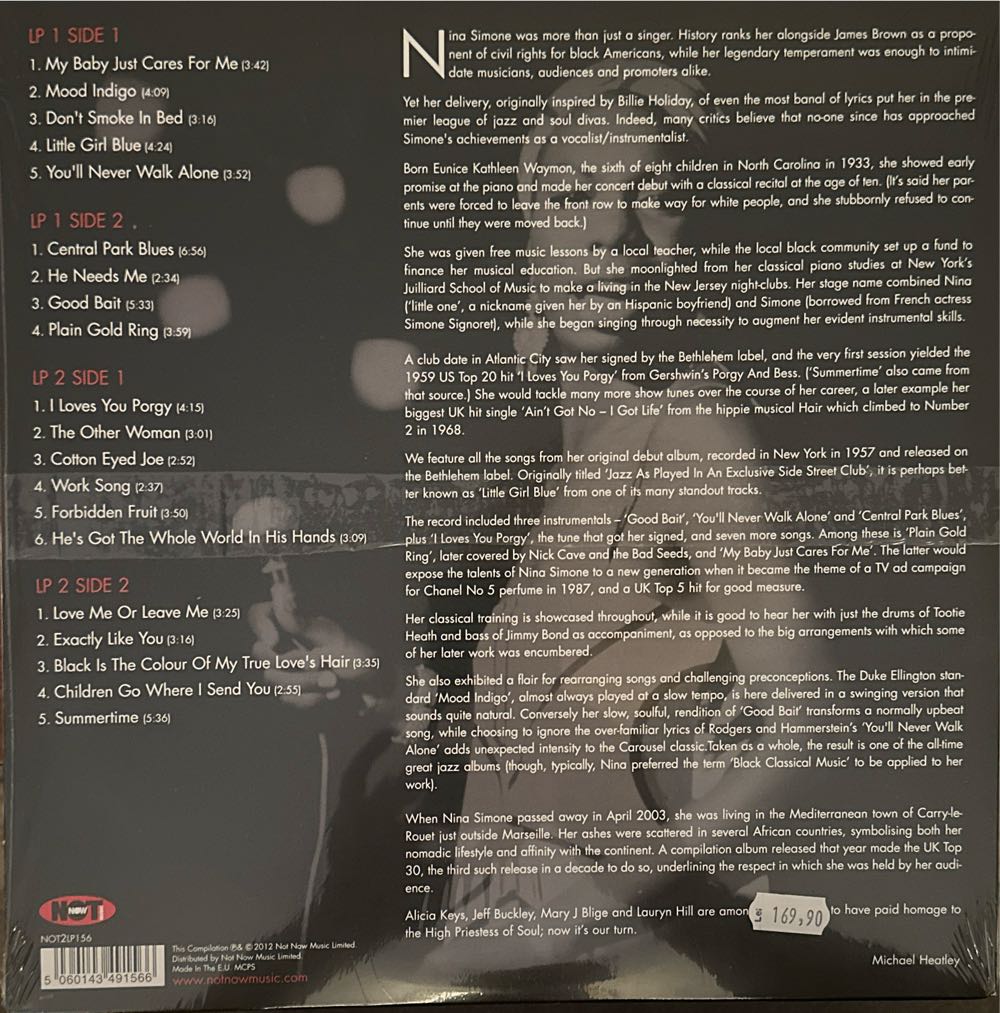 LP 1 SIDE 1
1. My Baby Just Cares For Me (3:42)
2. Mood Indigo (4:09)
3. Don't Smoke In Bed (3:16)
4. Little Girl Blue (4:24)
5. You'll Never Walk Alone (3:52)
LP 1 SIDE 2
1. Central Park Blues (6:56)
2. He Needs Me (2:34)
3. Good Bait (5:33)
4. Plain Gold Ring (3:59)
LP 2 SIDE 1
1. I Loves You Porgy (4:15)
2. The Other Woman (3:01)
3. Cotton Eyed Joe (2:52)
4. Work Song (2:37)
5. Forbidden Fruit (3:50)
6. He's Got The Whole World In His Hands (3:09)
LP 2 SIDE 2
1. Love Me Or Leave Me (3:25)
2. Exactly Like You (3:16)
3. Black Is The Colour Of My True Love's Hair (3:35)
4. Children Go Where I Send You (2:55)
5. Summertime (5:36)
Nina Simone was more than just a singer. History ranks her alongside James Brown as a propo-
nent of civil rights for black Americans, while her legendary temperament was enough to intimi-
date musicians, audiences and promoters alike.
Yet her delivery, originally inspired by Billie Holiday, of even the most banal of lyrics put her in the pre-
mier league of jazz and soul divas. Indeed, many critics believe that no-one since has approached
Simone's achievements as a vocalist/instrumentalist.
Born Eunice Kathleen Waymon, the sixth of eight children in North Carolina in 1933, she showed early
promise at the piano and made her concert debut with a classical recital at the age of ten. (It's said her par-
ents were forced to leave the front row to make way for white people, and she stubbornly refused to con-
tinue until they were moved back.)
She was given free music lessons by a local teacher, while the local black community set up a fund to
finance her musical education. But she moonlighted from her classical piano studies at New York's
Juilliard School of Music to make a living in the New Jersey night-clubs. Her stage name combined Nina
('little one', a nickname given her by an Hispanic boyfriend) and Simone (borrowed from French actress
Simone Signoret), while she began singing through necessity to augment her evident instrumental skills.
A club date in Atlantic City saw her signed by the Bethlehem label, and the very first session yielded the
1959 US Top 20 hit 'I Loves You Porgy' from Gershwin's Porgy And Bess. ('Summertime' also came from
that source.) She would tackle many more show tunes over the course of her career, a later example her
biggest UK hit single 'Ain't Got No – I Got Life' from the hippie musical Hair which climbed to Number
2 in 1968.
We feature all the songs from her original debut album, recorded in New York in 1957 and released on
the Bethlehem label. Originally titled 'Jazz As Played In An Exclusive Side Street Club', it is perhaps bet-
ter known as 'Little Girl Blue' from one of its many standout tracks.
The record included three instrumentals – 'Good Bait', 'You'll Never Walk Alone' and 'Central Park Blues',
plus 'I Loves You Porgy', the tune that got her signed, and seven more songs. Among these is 'Plain Gold
Ring', later covered by Nick Cave and the Bad Seeds, and 'My Baby Just Cares For Me'. The latter would
expose the talents of Nina Simone to a new generation when it became the theme of a TV ad campaign
for Chanel No 5 perfume in 1987, and a UK Top 5 hit for good measure.
Her classical training is showcased throughout, while it is good to hear her with just the drums of Tootie
Heath and bass of Jimmy Bond as accompaniment, as opposed to the big arrangements with which some
of her later work was encumbered.
She also exhibited a flair for rearranging songs and challenging preconceptions. The Duke Ellington stan-
dard 'Mood Indigo', almost always played at a slow tempo, is here delivered in a swinging version that
sounds quite natural. Conversely her slow, soulful, rendition of 'Good Bait' transforms a normally upbeat
song, while choosing to ignore the over-familiar lyrics of Rodgers and Hammerstein's 'You'll Never Walk
Alone' adds unexpected intensity to the Carousel classic.Taken as a whole, the result is one of the all-time
great jazz albums (though, typically, Nina preferred the term 'Black Classical Music' to be applied to her
work).
When Nina Simone passed away in April 2003, she was living in the Mediterranean town of Carry-le-
Rouet just outside Marseille. Her ashes were scattered in several African countries, symbolising both her
nomadic lifestyle and affinity with the continent. A compilation album released that year made the UK Top
30, the third such release in a decade to do so, underlining the respect in which she was held by her audi-
ence.
Alicia Keys, Jeff Buckley, Mary J Blige and Lauryn Hill are amon to have paid homage to
the High Priestess of Soul; now it's our turn.
Lei 169,90
Michael Heatley
NOT NOW
NOT2LP156
5 060143 491566
This Compilation ℗& © 2012 Not Now Music Limited.
Distributed by Not Now Music Limited.
Made In The E.U. MCPS
www.notnowmusic.com